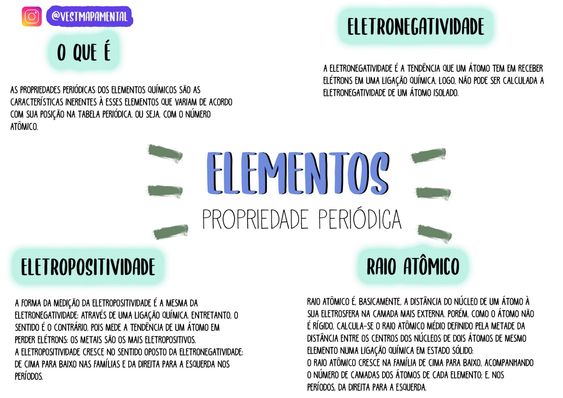 @VESTMAPAMENTAL
O QUE É
AS PROPRIEDADES PERIÓDICAS DOS ELEMENTOS QUÍMICOS SÃO AS
CARACTERÍSTICAS INERENTES À ESSES ELEMENTOS QUE VARIAM DE ACORDO
COM SUA POSIÇÃO NA TABELA PERIÓDICA, OU SEJA, COM O NÚMERO
ATÔMICO.
ELETRONEGATIVIDADE
A ELETRONEGATIVIDADE É A TENDÊNCIA QUE UM ÁTOMO TEM EM RECEBER
ELÉTRONS EM UMA LIGAÇÃO QUÍMICA, LOGO, NÃO PODE SER CALCULADA A
ELETRONEGATIVIDADE DE UM ÁTOMO ISOLADO.
ELEMENTOS
PROPRIEDADE PERIÓDICA
ELETROPOSITIVIDADE
A FORMA DA MEDIÇÃO DA ELETROPOSITIVIDADE É A MESMA DA
ELETRONEGATIVIDADE: ATRAVÉS DE UMA LIGAÇÃO QUÍMICA. ENTRETANTO, O
SENTIDO É O CONTRÁRIO, POIS MEDE A TENDÊNCIA DE UM ÁTOMO EM
PERDER ELÉTRONS: OS METAIS SÃO OS MAIS ELETROPOSITIVOS.
A ELETROPOSITIVIDADE CRESCE NO SENTIDO OPOSTO DA ELETRONEGATIVIDADE:
DE CIMA PARA BAIXO NAS FAMÍLIAS E DA DIREITA PARA A ESQUERDA NOS
PERÍODOS.
RAIO ATÔMICO
RAIO ATÔMICO É, BASICAMENTE, A DISTÂNCIA DO NÚCLEO DE UM ÁTOMO À
SUA ELETROSFERA NA CAMADA MAIS EXTERNA. PORÉM, COMO O ÁTOMO NÃO
É RÍGIDO, CALCULA-SE O RAIO ATÔMICO MÉDIO DEFINIDO PELA METADE DA
DISTÂNCIA ENTRE OS CENTROS DOS NÚCLEOS DE DOIS ÁTOMOS DE MESMO
ELEMENTO NUMA LIGAÇÃO QUÍMICA EM ESTADO SÓLIDO:
O RAIO ATÔMICO CRESCE NA FAMÍLIA DE CIMA PARA BAIXO, ACOMPANHANDO
O NÚMERO DE CAMADAS DOS ÁTOMOS DE CADA ELEMENTO; E, NOS
PERÍODOS, DA DIREITA PARA A ESQUERDA.